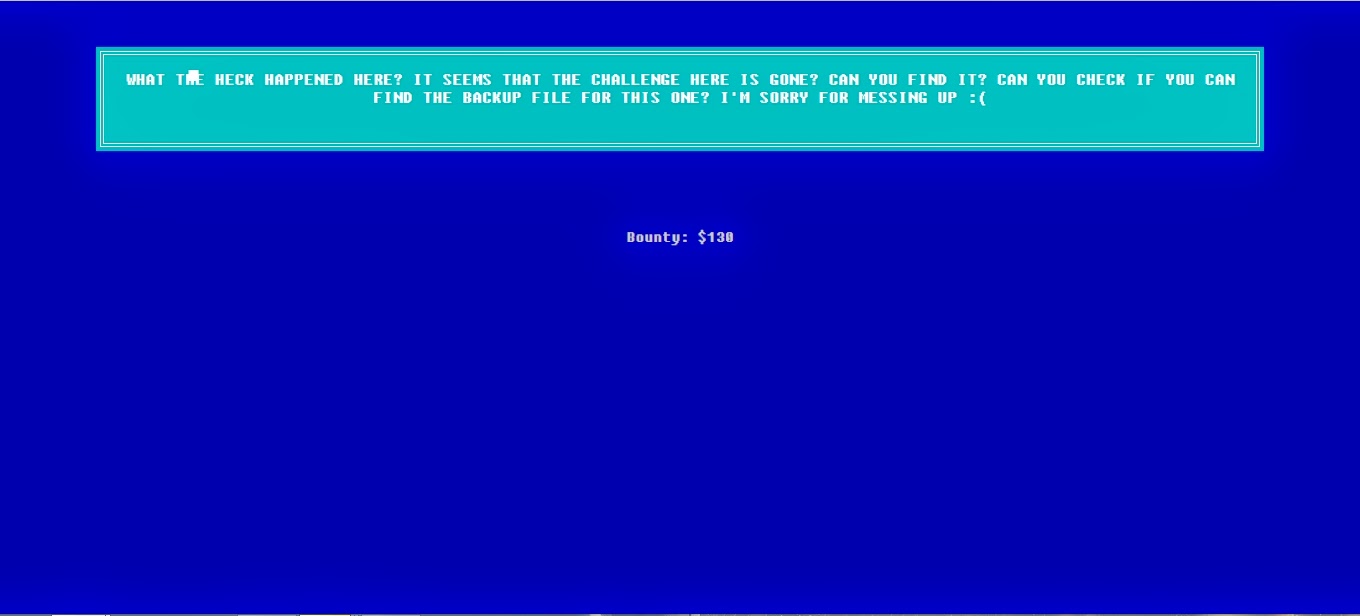 WHAT THE HECK HAPPENED HERE? IT SEEMS THAT THE CHALLENGE HERE IS GONE? CAN YOU FIND IT? CAN YOU CHECK IF YOU CAN
FIND THE BACKUP FILE FOR THIS ONE? I'M SORRY FOR MESSING UP :(
Bounty: $130